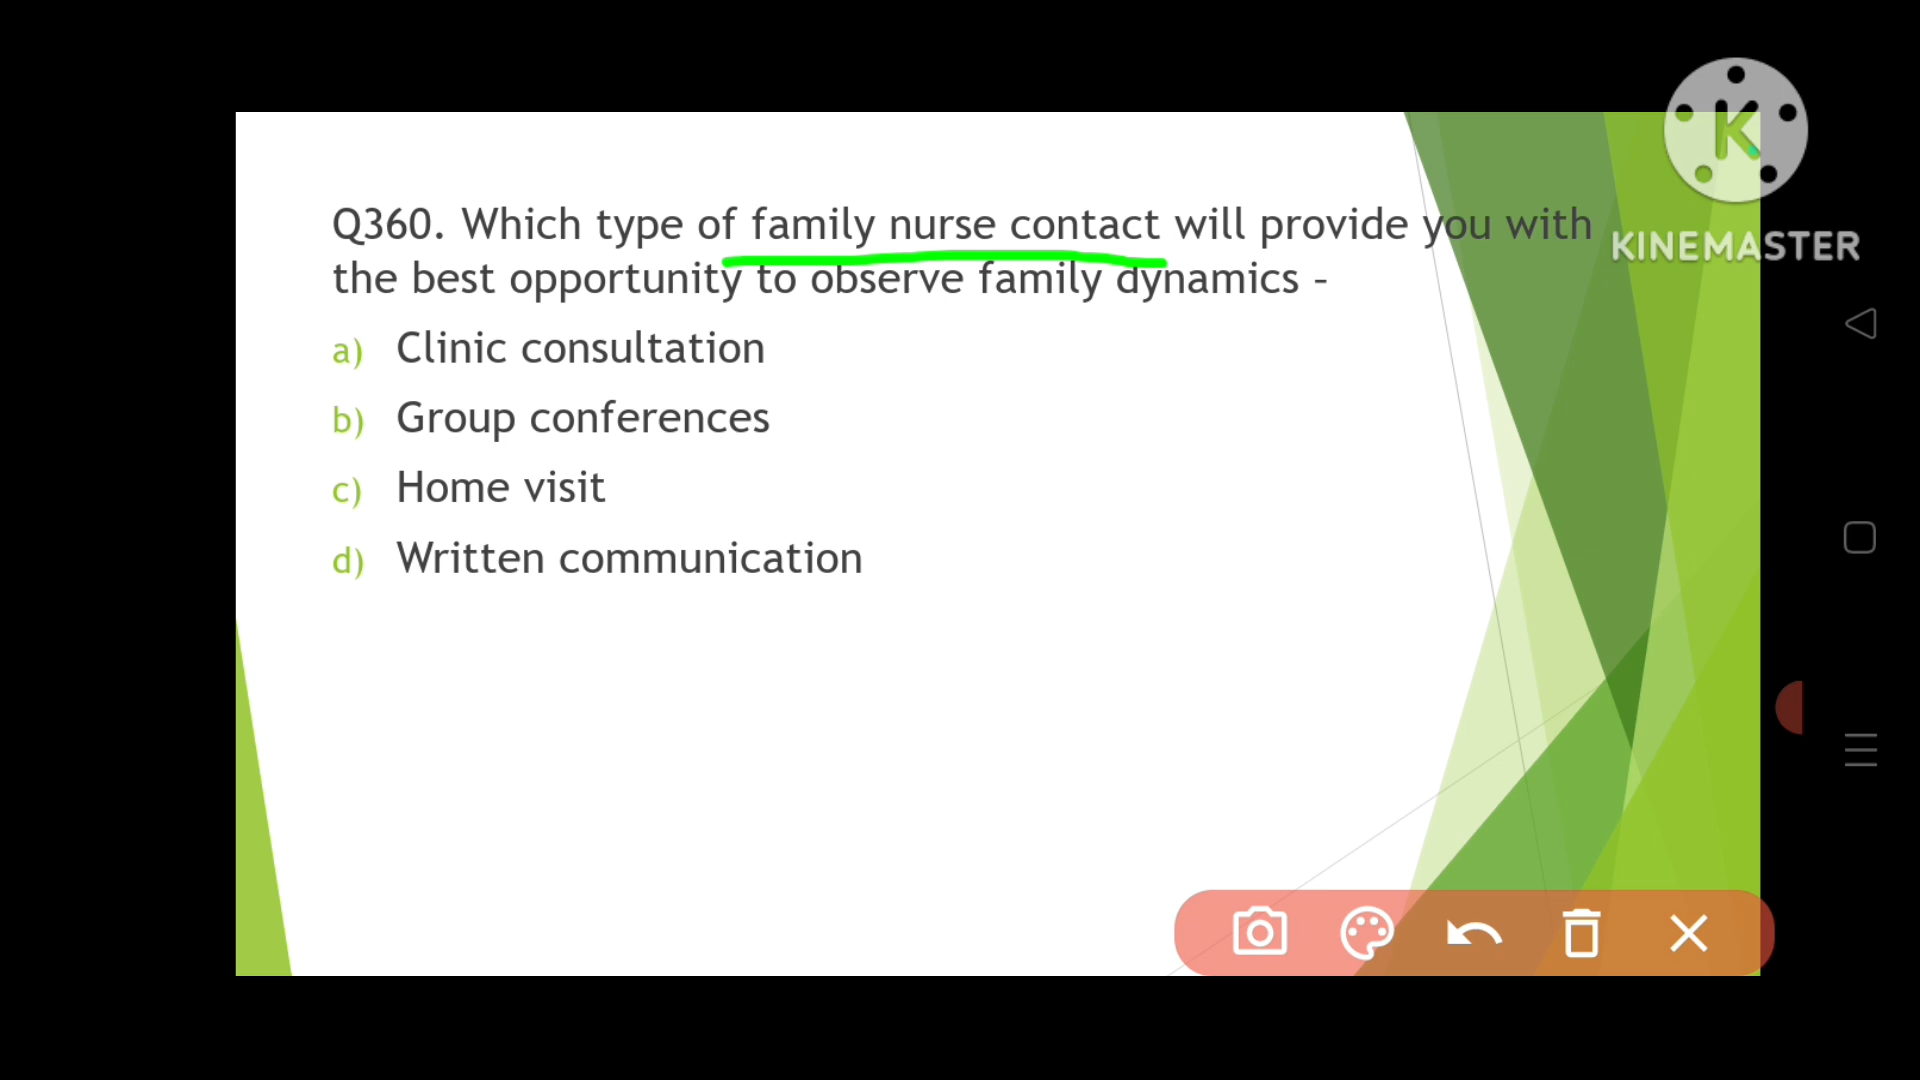 Q360. Which type of family nurse contact will provide you with
the best opportunity to observe family dynamics –
a) Clinic consultation
b) Group conferences
c) Home visit
d) Written communication
K
KINEMASTER